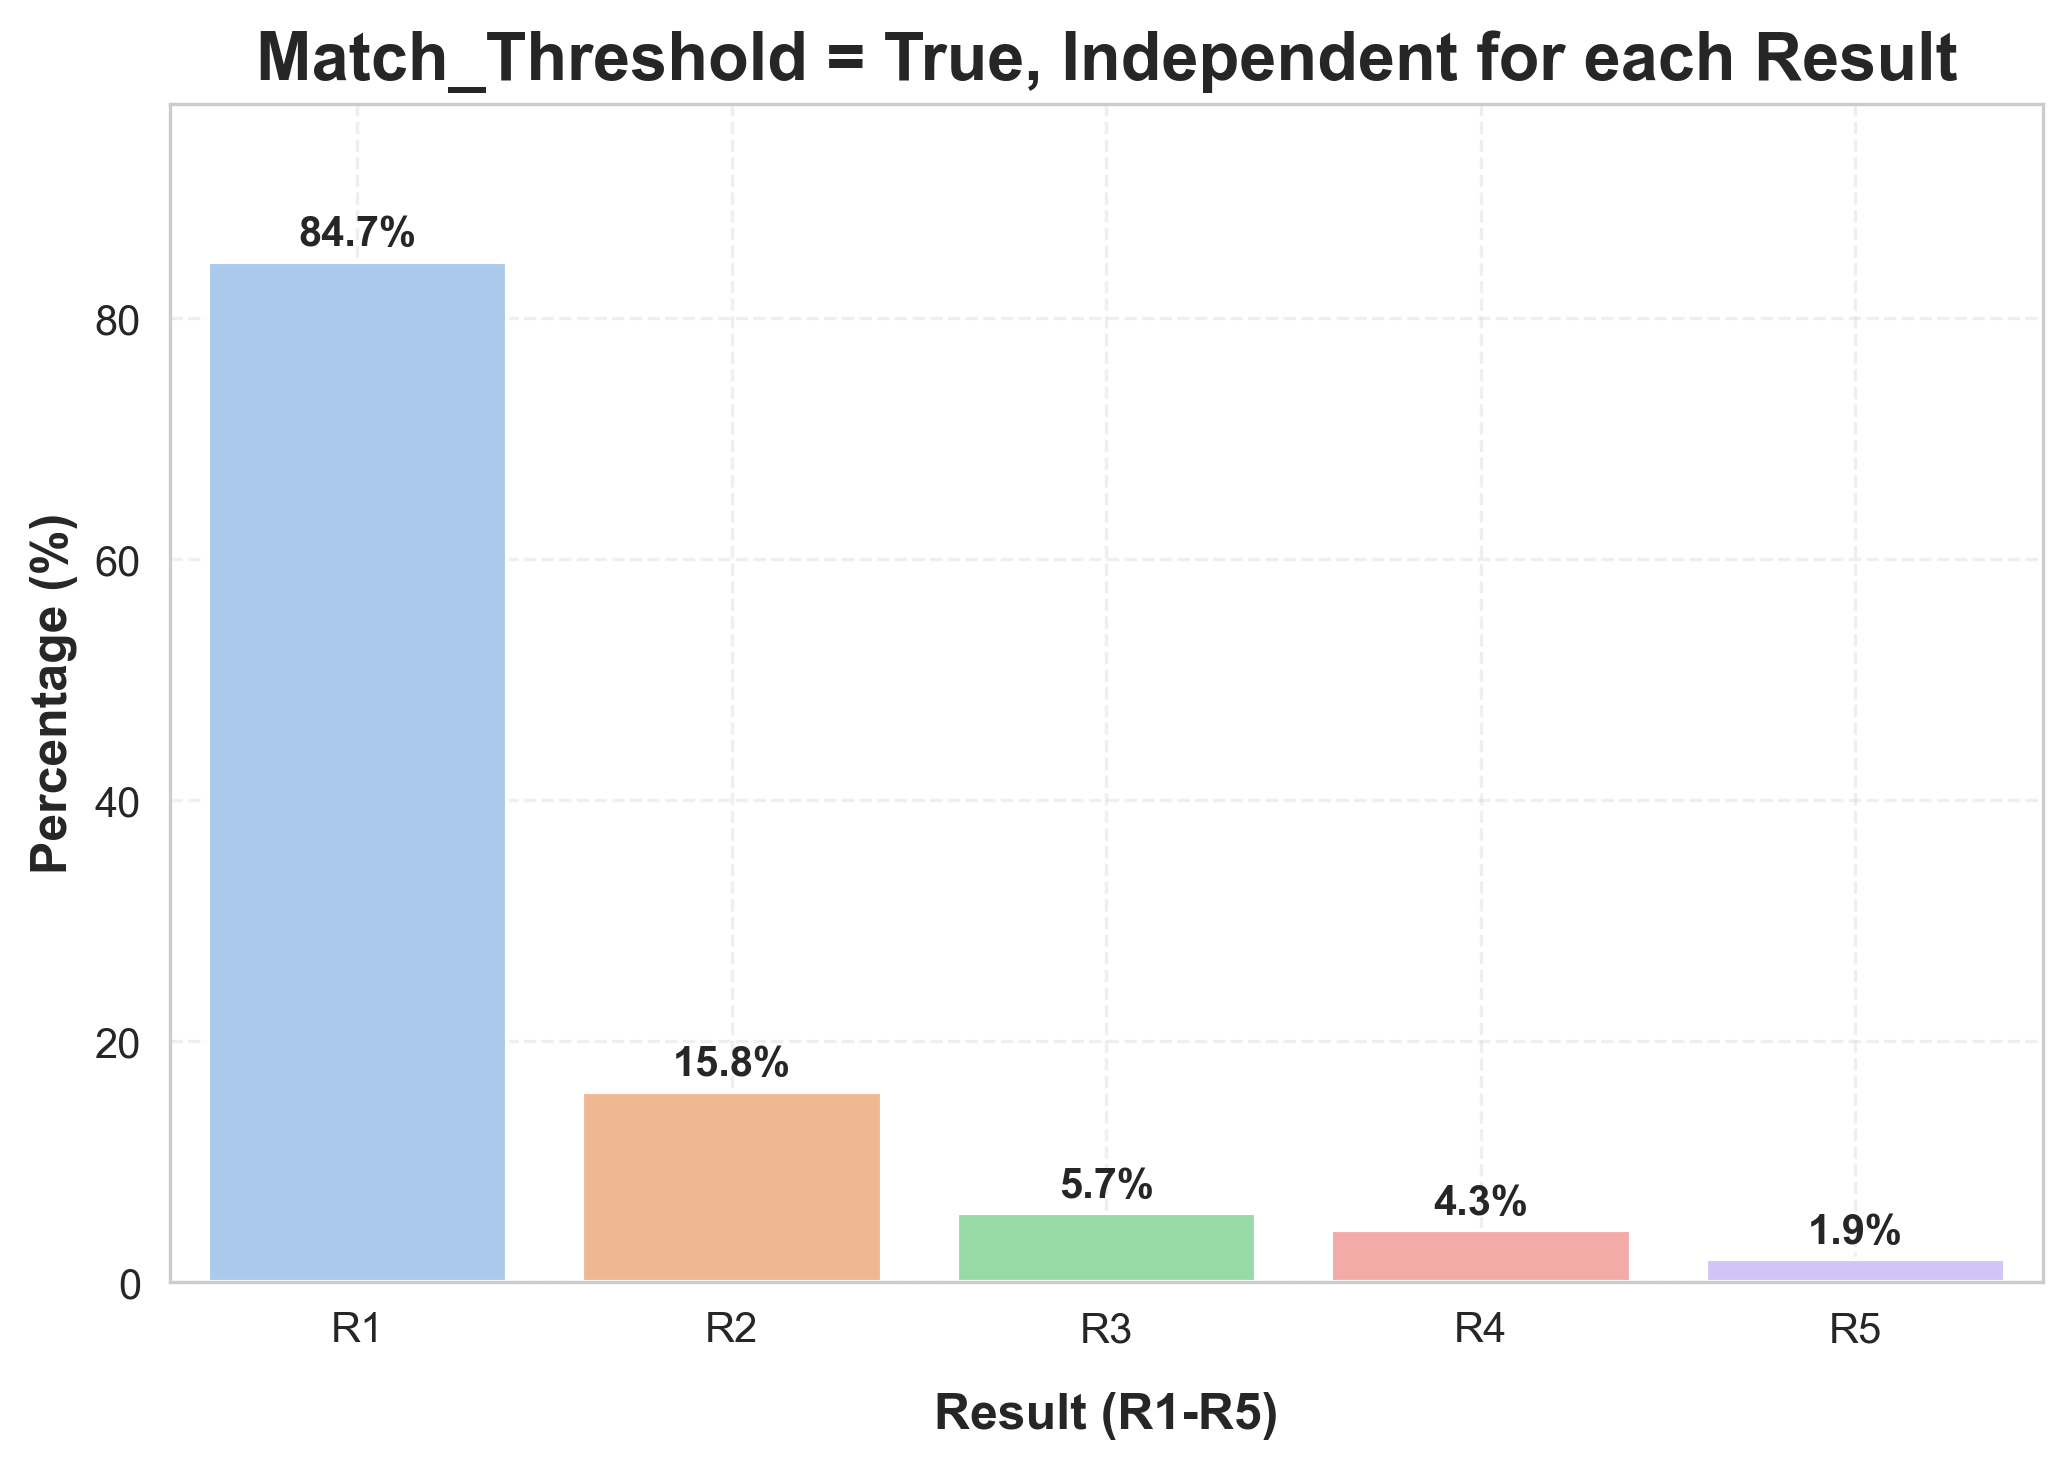 Match_Threshold = True, Independent for each Result
Percentage (%)
80
60
40
20
0
84.7%
15.8%
5.7%
4.3%
1.9%
R1
R2
R3
R4
R5
Result (R1-R5)